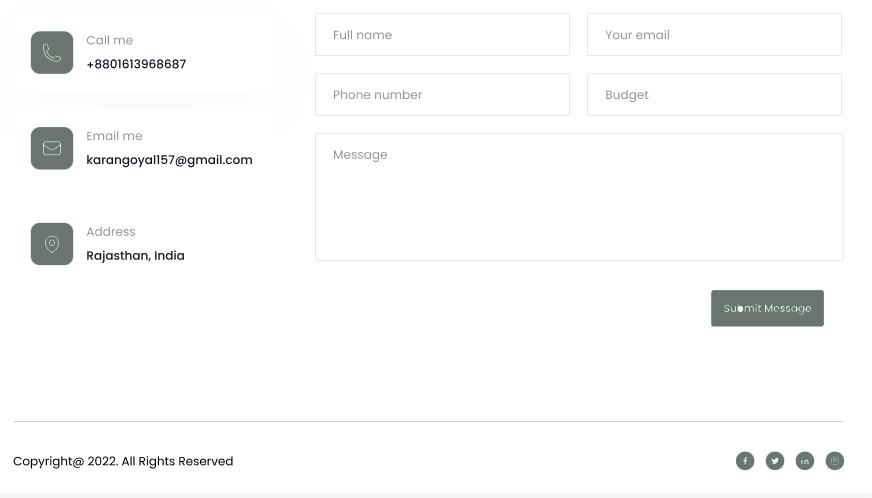 Call me
+8801613968687
Email me
karangoyal157@gmail.com
Address
Rajasthan, India
Full name
Your email
Phone number
Budget
Message
Submit Message
Copyright@ 2022. All Rights Reserved